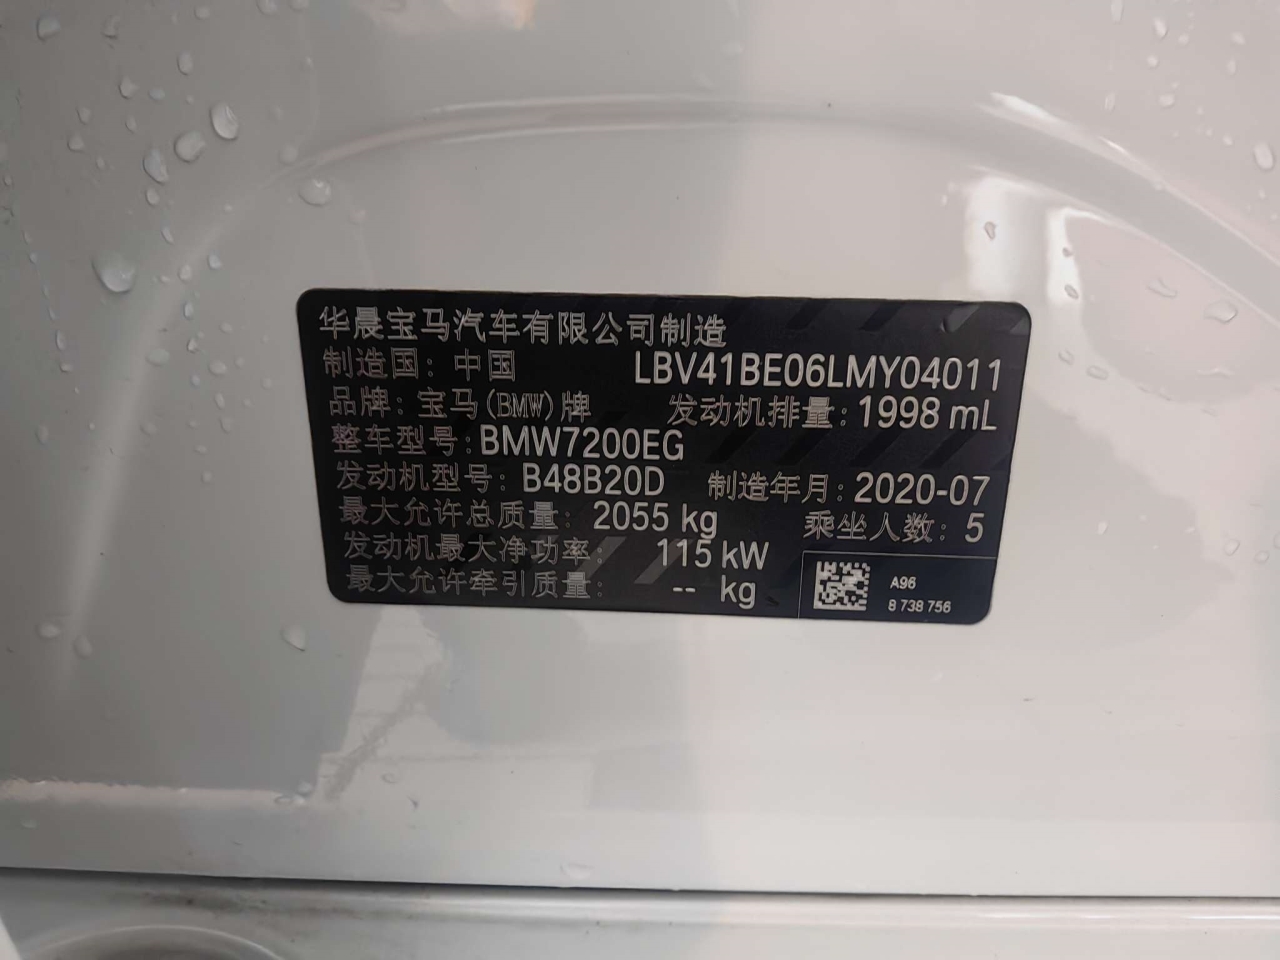 华晨宝马汽车有限公司制造
制造国：中国 LBV41BE06LMY04011
品牌：宝马(BMW)牌 发动机排量：1998 mL
整车型号：BMW7200EG
发动机型号：B48B20D 制造年月：2020-07
最大允许总质量：2055 kg 乘坐人数：5
发动机最大净功率：115 kW
最大允许牵引质量：-- kg
A96
8 738 756